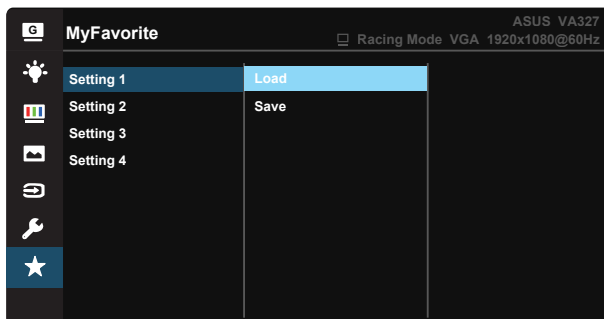 G
MyFavorite
ASUS VA327
Racing Mode VGA 1920x1080@60Hz
Setting 1
Load
Setting 2
Save
Setting 3
Setting 4